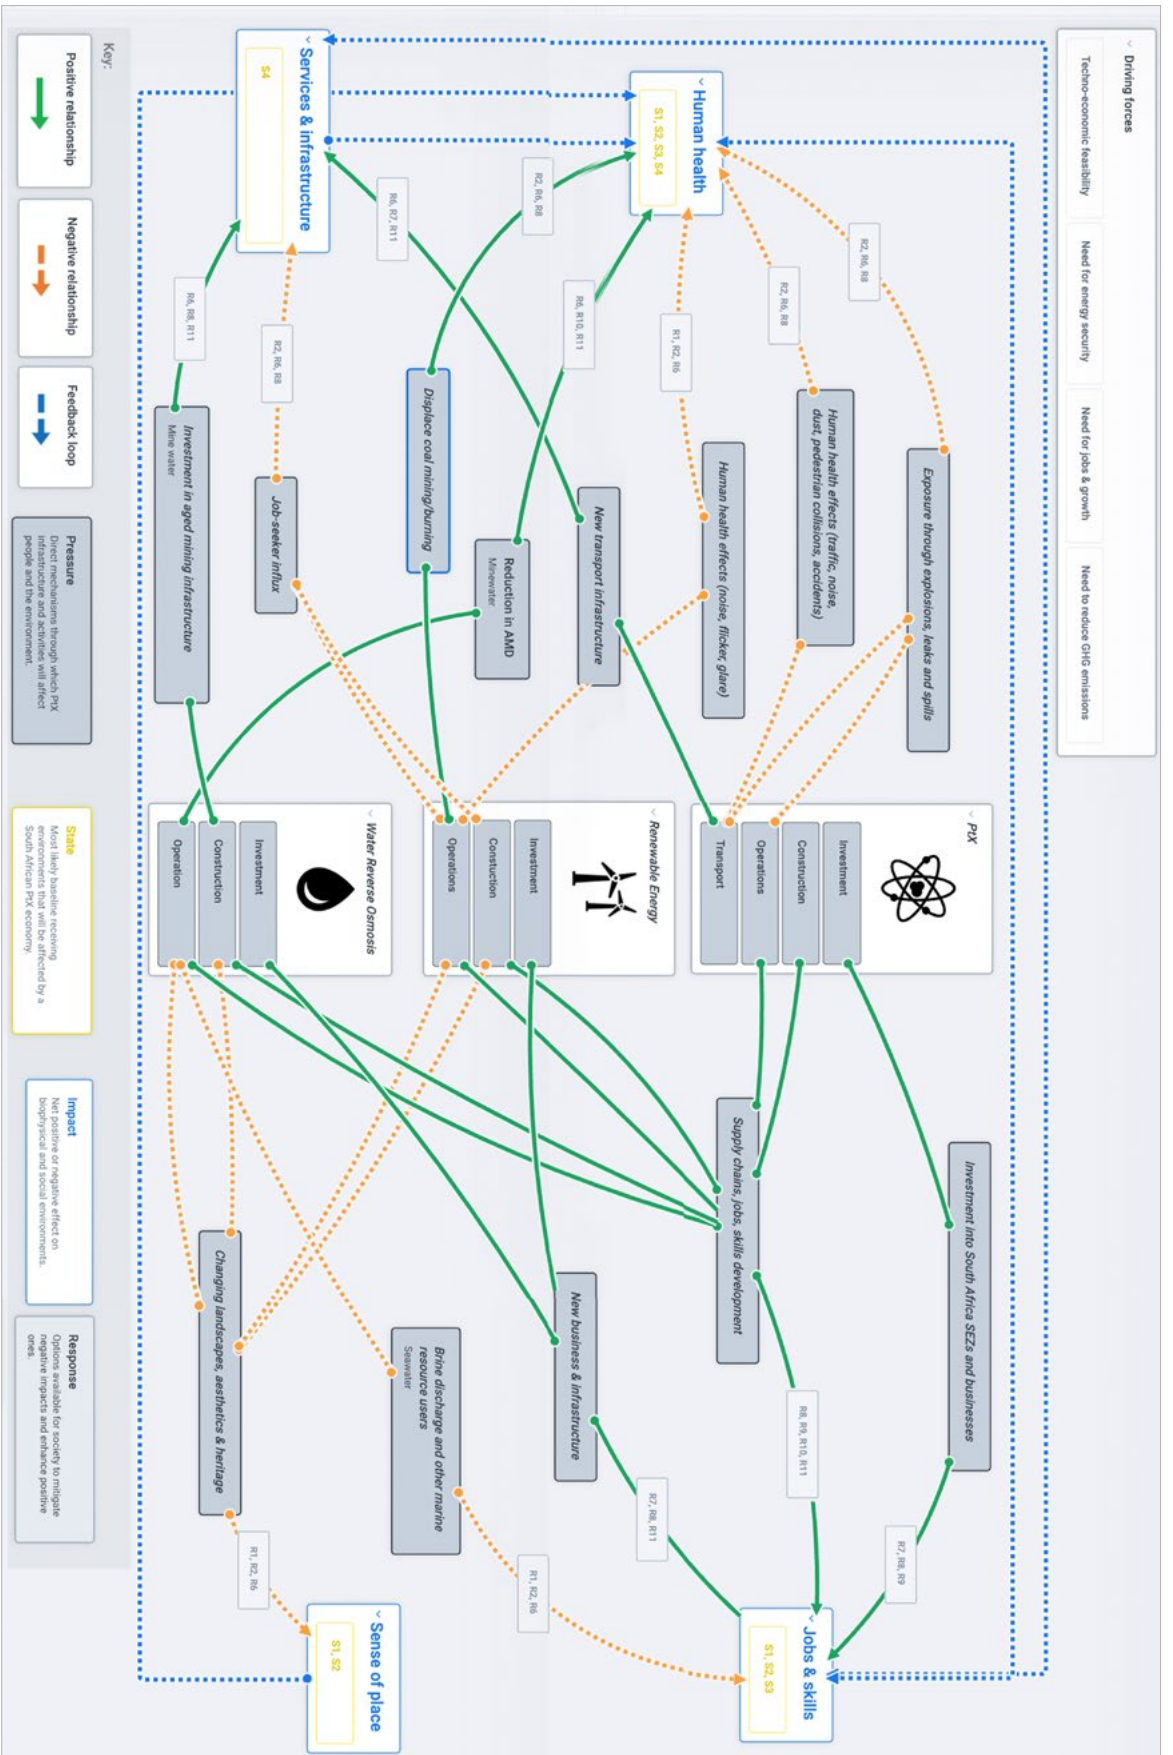 Driving forces
Techno-economic feasibility
Need for energy security
Need for jobs & growth
Need to reduce GHG emissions
Human health
S1, S2, S3, S4
Services & infrastructure
S4
R2, R6, R8
R2, R6, R8
R1, R2, R6
R6, R10, R11
R2, R6, R8
R6, R7, R11
R2, R6, R8
R6, R8, R11
Exposure through explosions, leaks and spills
Human health effects (traffic, noise,
dust, pedestrian collisions, accidents)
Human health effects (noise, flicker, glare)
New transport infrastructure
Reduction in AMD
Minewater
Displace coal mining/burning
Job-seeker influx
Investment in aged mining infrastructure
Mine water
PtX
Investment
Construction
Operations
Transport
Renewable Energy
Investment
Consuction
Operations
Water Reverse Osmosis
Investment
Construction
Operation
Investment into South Africa SEZs and businesses
Supply chains, jobs, skills development
New business & infrastructure
Brine discharge and other marine
resource users
Seawater
Changing landscapes, aesthetics & heritage
R7, R8, R9
R8, R9, R10, R11
R7, R8, R11
R1, R2, R6
R1, R2, R6
Jobs & skills
S1, S2, S3
Sense of place
S1, S2
Key:
Positive relationship
Negative relationship
Feedback loop
Pressure
Direct mechanisms through which PtX
infrastructure and activities will affect
people and the environment.
State
Most likely baseline receiving
environments that will be affected by a
South African PtX economy.
Impact
Net positive or negative effect on
biophysical and social environments.
Response
Options available for society to mitigate
negative impacts and enhance positive
ones.